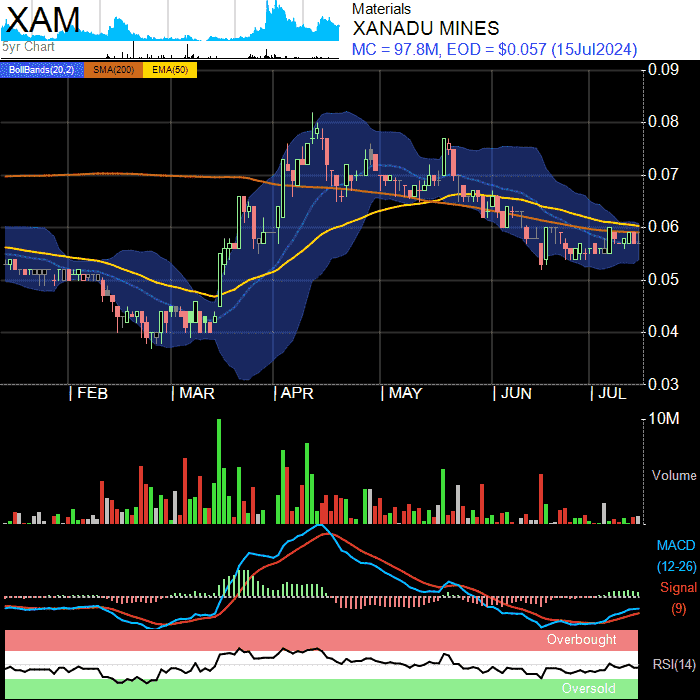 XAM
5yr Chart
Materials
XANADU MINES
MC = 97.8M, EOD = $0.057 (15Jul2024)
BollBands(20,2) SMA(200) EMA(50)
0.09
0.08
0.07
0.06
0.05
0.04
0.03
| FEB | MAR | APR | MAY | JUN | JUL
10M
Volume
MACD
(12-26)
Signal
(9)
Overbought
RSI(14)
Oversold